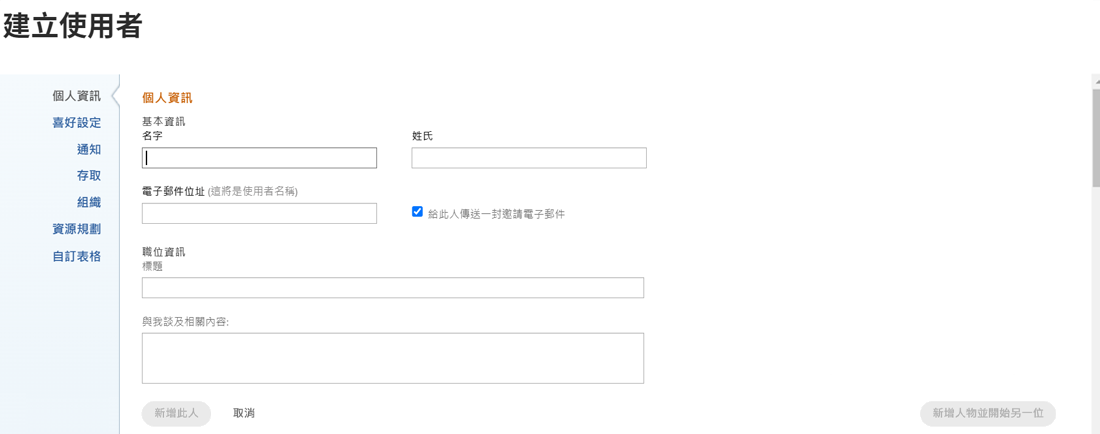 建立使用者
個人資訊
喜好設定
通知
存取
組織
資源規劃
自訂表格
個人資訊
基本資訊
名字
姓氏
電子郵件位址 (這將是使用者名稱)
給此人傳送一封邀請電子郵件
職位資訊
標題
與我談及相關內容:
新增此人
取消
新增人物並開始另一位